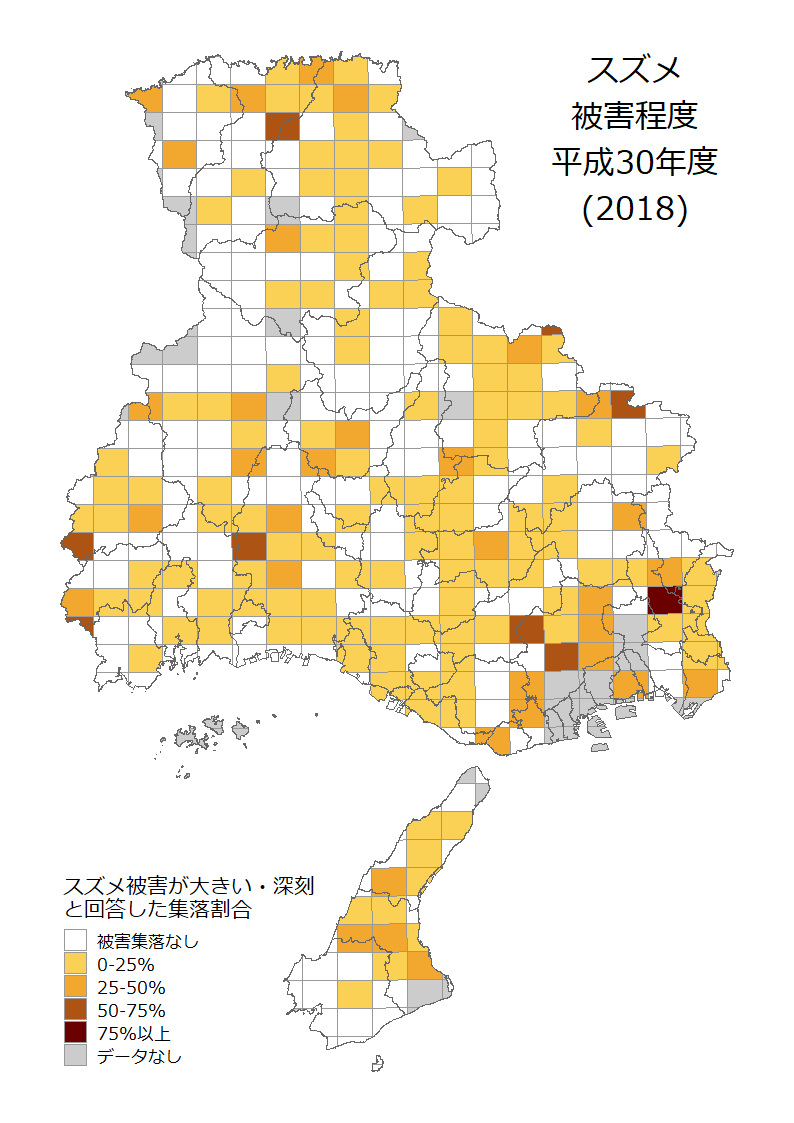 スズメ
被害程度
平成30年度
(2018)
スズメ被害が大きい・深刻
と回答した集落割合
被害集落なし
0-25%
25-50%
50-75%
75%以上
データなし